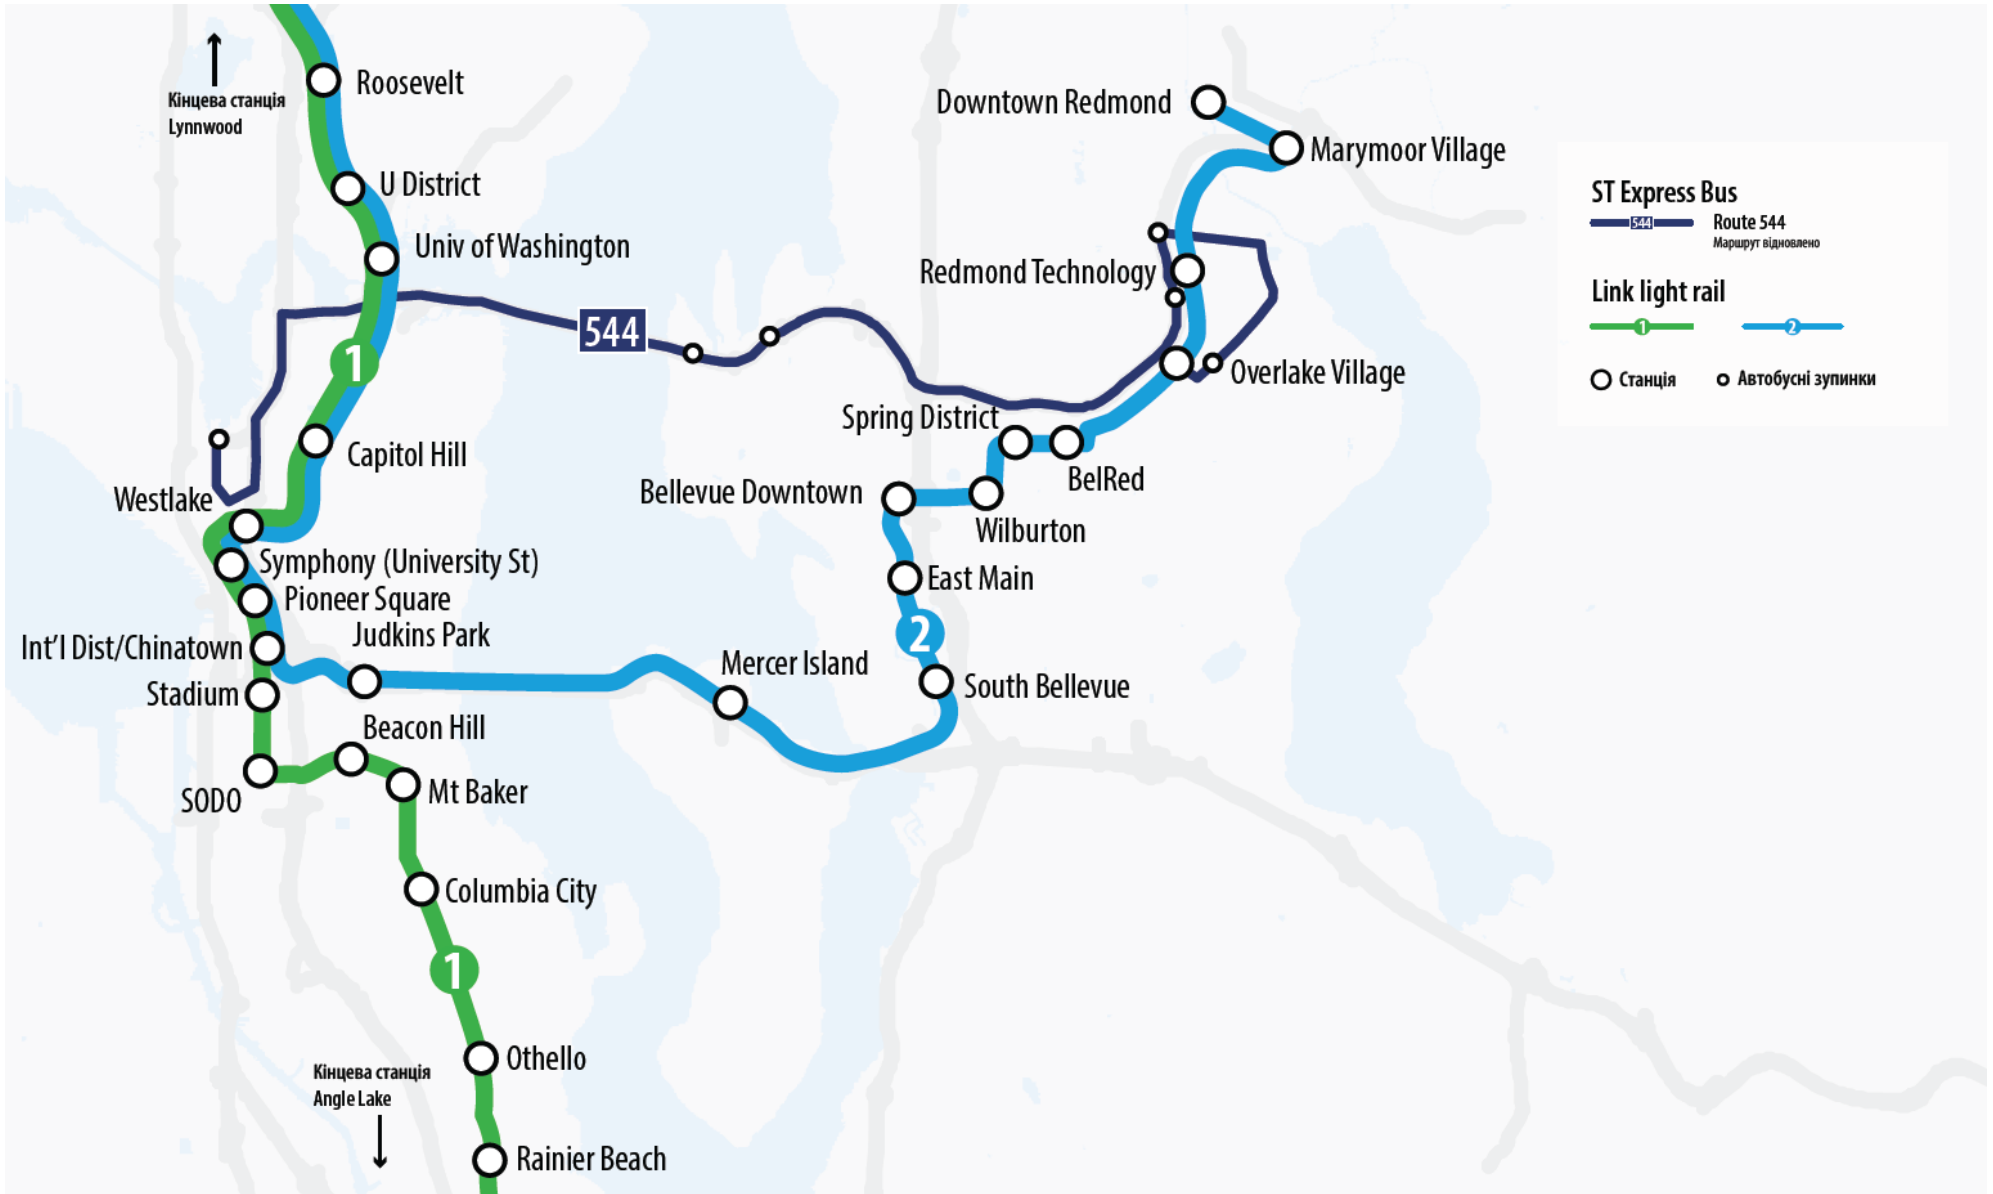 Кінцева станція
Lynnwood
Roosevelt
U District
Univ of Washington
1
Capitol Hill
Westlake
Symphony (University St)
Pioneer Square
Int'l Dist/Chinatown
Judkins Park
Stadium
SODO
Beacon Hill
Mt Baker
Columbia City
1
Othello
Rainier Beach
Кінцева станція
Angle Lake
544
Downtown Redmond
Marymoor Village
Redmond Technology
Overlake Village
Spring District
BelRed
Bellevue Downtown
Wilburton
East Main
2
South Bellevue
Mercer Island
ST Express Bus
544
Route 544
Маршрут відновлено
Link light rail
1
2
Станція
Автобусні зупинки